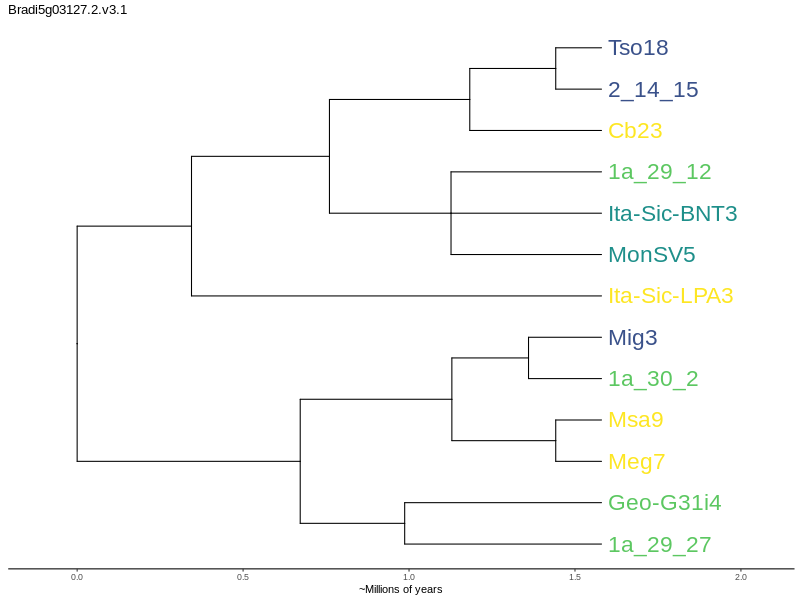 Bradi5g03127.2.v3.1
Tso18
2_14_15
Cb23
1a_29_12
Ita-Sic-BNT3
MonSV5
Ita-Sic-LPA3
Mig3
1a_30_2
Msa9
Meg7
Geo-G31i4
1a_29_27
0.0 0.5 1.0 1.5 2.0
~Millions of years